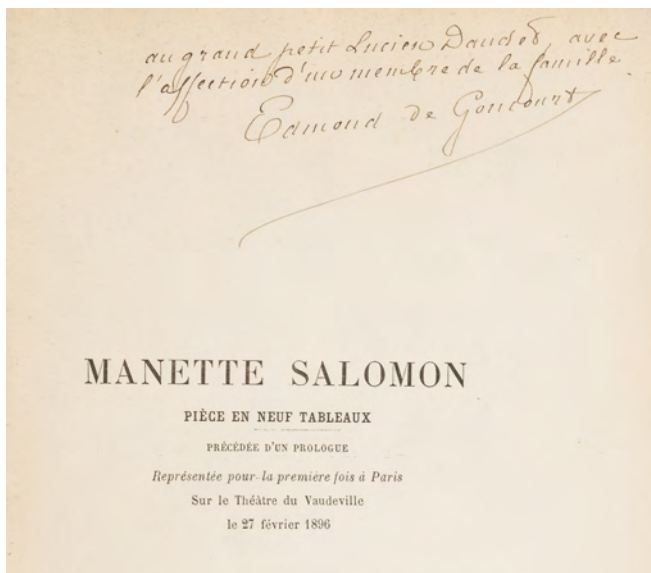 au grand petit Lucien Daudet, avec
l'affection d'un membre de la famille
Edmond de Goncourt
MANETTE SALOMON
PIÈCE EN NEUF TABLEAUX
PRÉCÉDÉE D'UN PROLOGUE
Représentée pour la première fois à Paris
Sur le Théâtre du Vaudeville
le 27 février 1896